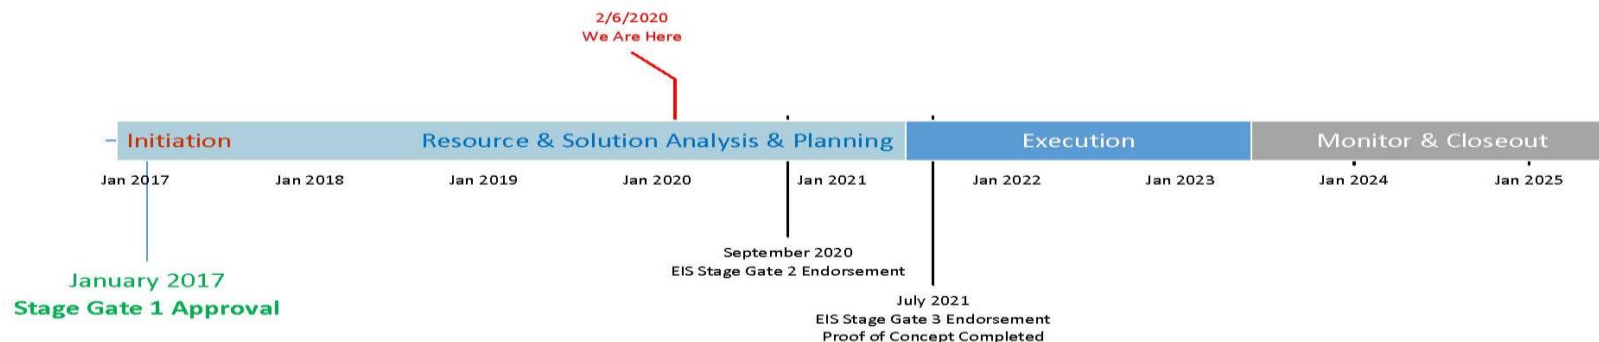 2/6/2020
We Are Here
Initiation
Resource & Solution Analysis & Planning
Execution
Monitor & Closeout
Jan 2017
Jan 2018
Jan 2019
Jan 2020
Jan 2021
Jan 2022
Jan 2023
Jan 2024
Jan 2025
September 2020
EIS Stage Gate 2 Endorsement
January 2017
Stage Gate 1 Approval
July 2021
EIS Stage Gate 3 Endorsement
Proof of Concept Completed